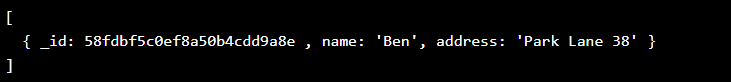 [
{ _id: 58fdbf5c0ef8a50b4cdd9a8e , name: 'Ben', address: 'Park Lane 38' }
]